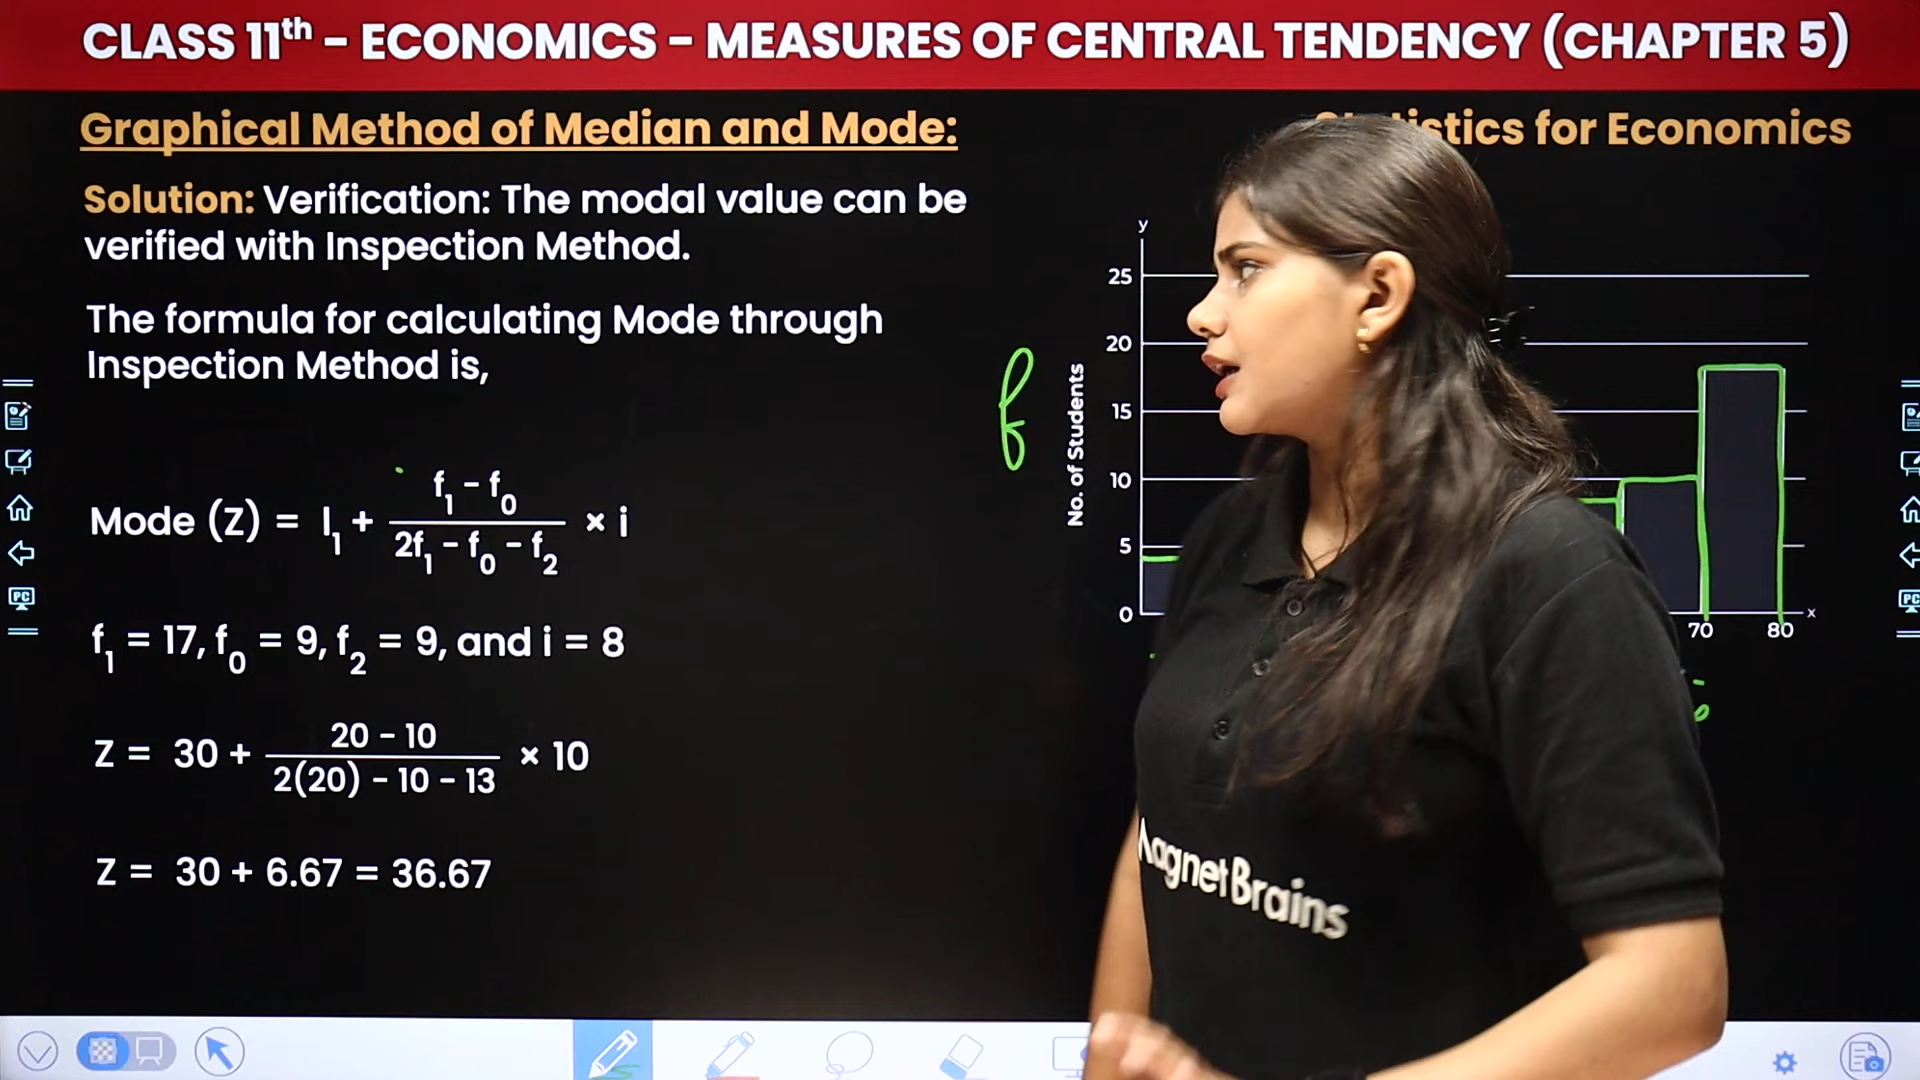 CLASS 11th - ECONOMICS - MEASURES OF CENTRAL TENDENCY (CHAPTER 5)
Graphical Method of Median and Mode:
for Economics
Solution: Verification: The modal value can be
verified with Inspection Method.
The formula for calculating Mode through
Inspection Method is,
Mode (Z) = l₁ + (f₁ - f₀) / (2f₁ - f₀ - f₂) × i
f₁ = 17, f₀ = 9, f₂ = 9, and i = 8
Z = 30 + (20 - 10) / (2(20) - 10 - 13) × 10
Z = 30 + 6.67 = 36.67
f
y
No. of Students
25
20
15
10
5
0
70 80 x
MagnetBrains
PC
PC